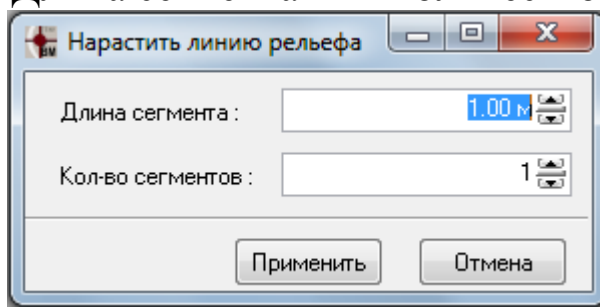 Нарастить линию рельефа
Длина сегмента :
1.00 м
Кол-во сегментов :
1
Применить
Отмена